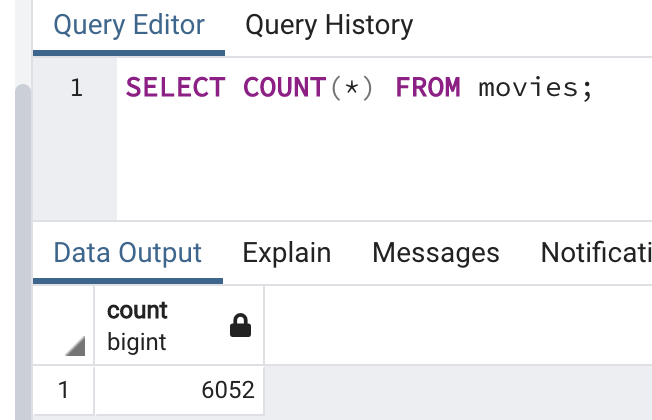 Query Editor Query History
1 SELECT COUNT(*) FROM movies;
Data Output Explain Messages Notificati
count
bigint
1 6052